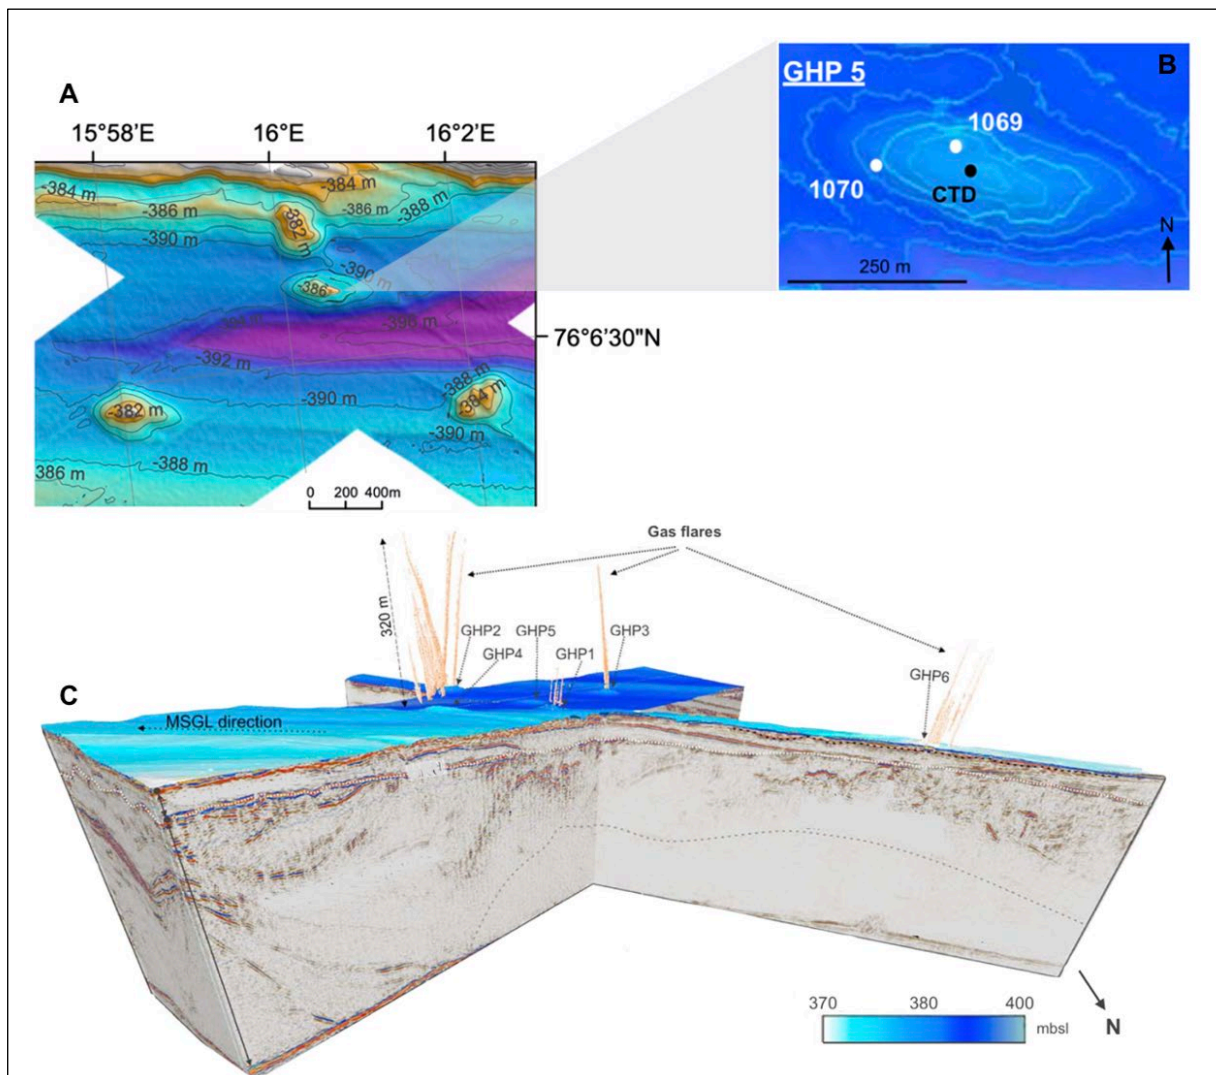 A
15°58'E 16°E 16°2'E
-384 m
-384 m
-386 m
-386 m
-388 m
-382 m
-390 m
-390 m
-386
-396 m
76°6'30"N
-392 m
-388 m
-384 m
-382 m
-390 m
-390 m
-388 m
386 m
0 200 400m
GHP 5
B
1069
1070
CTD
N
250 m
Gas flares
320 m
GHP2
GHP5
GHP3
GHP4
GHP1
GHP6
C
MSGL direction
370 380 400
mbsl
N